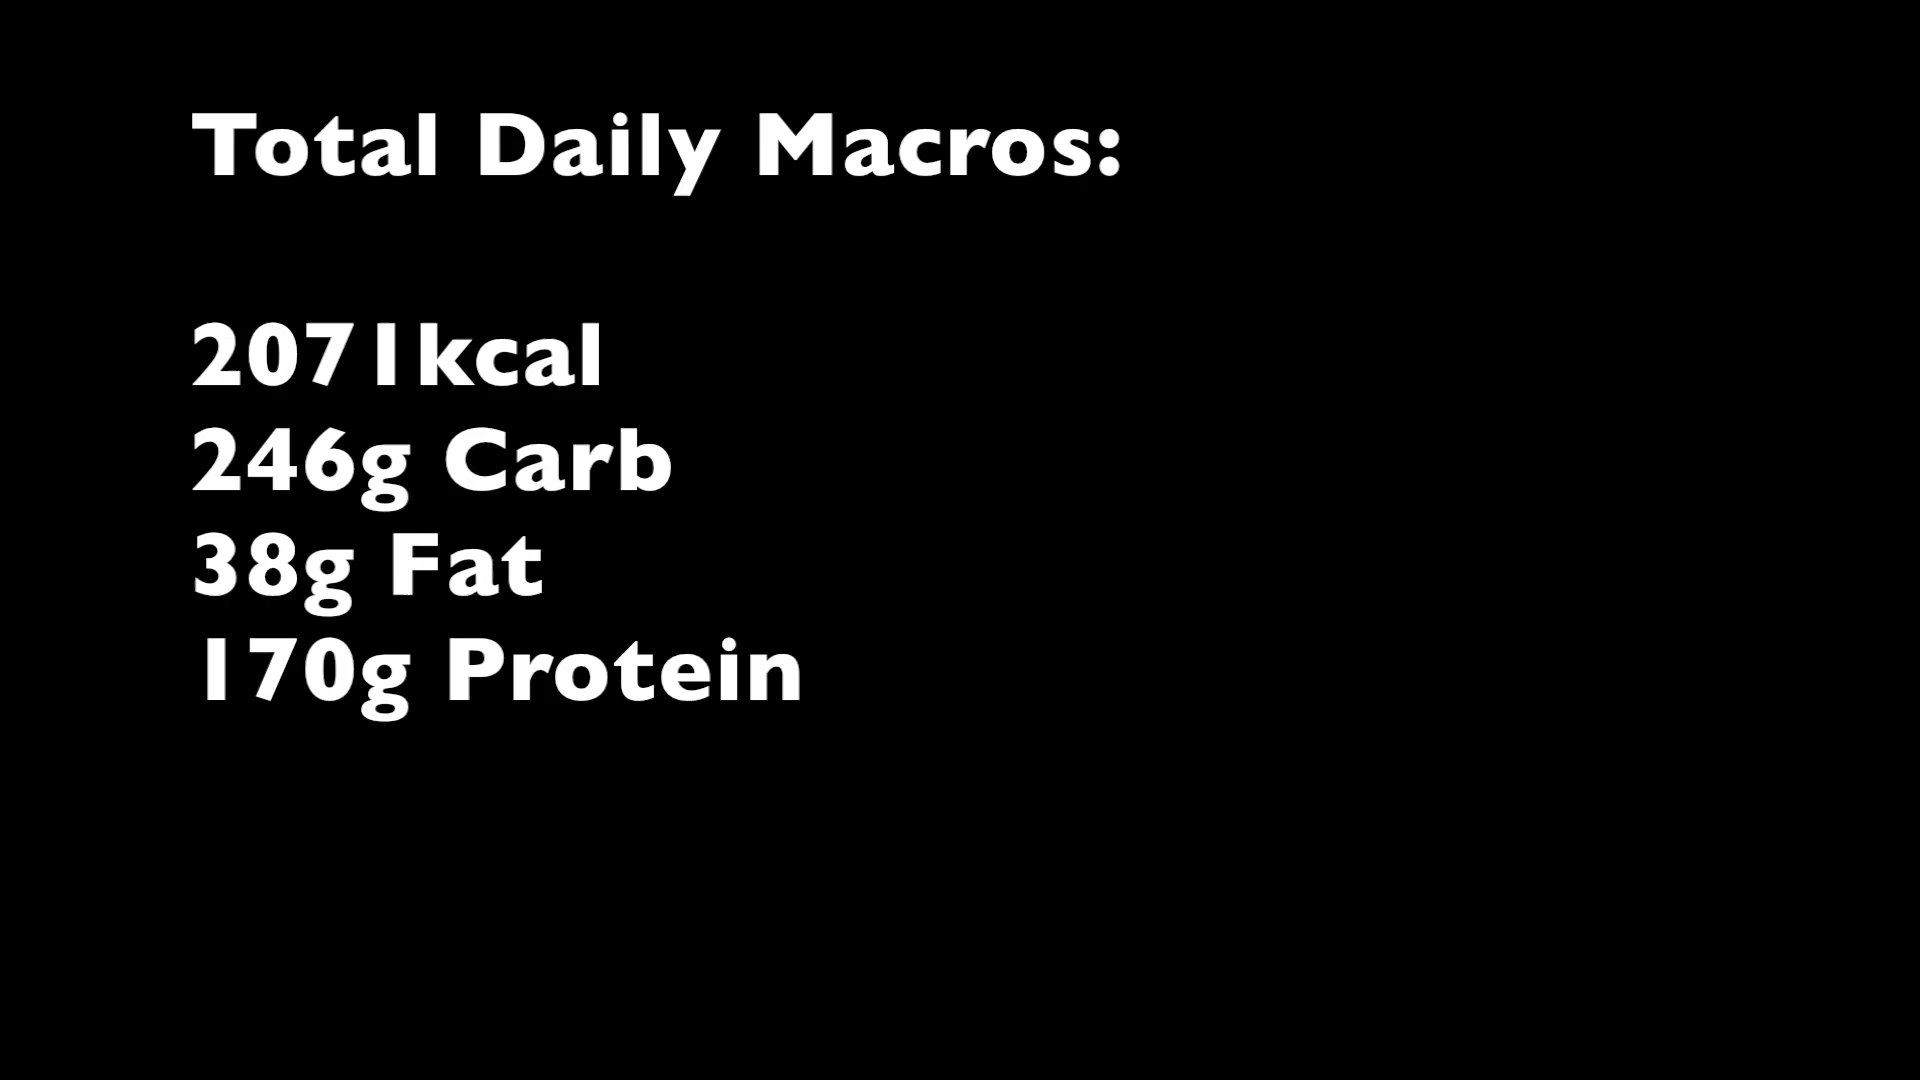 Total Daily Macros:
2071kcal
246g Carb
38g Fat
170g Protein